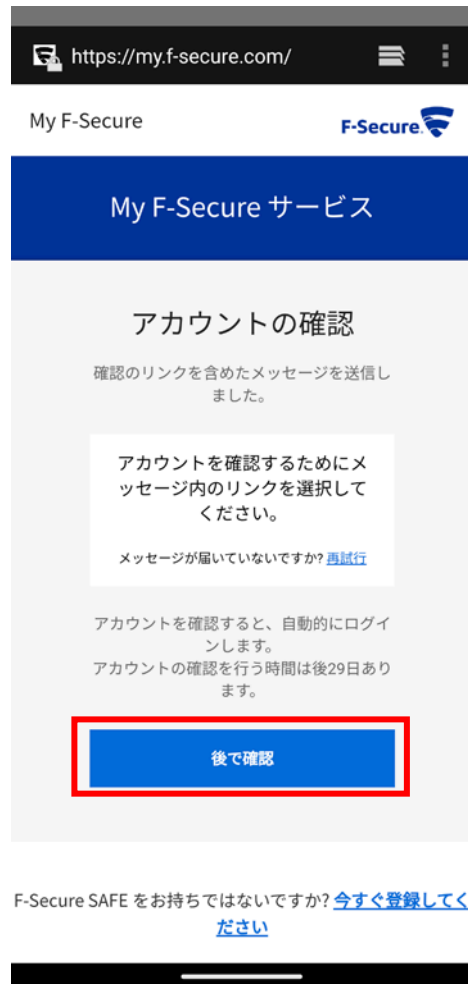 https://my.f-secure.com/
My F-Secure
F-Secure.
My F-Secure サービス
アカウントの確認
確認のリンクを含めたメッセージを送信し
ました。
アカウントを確認するためにメ
ッセージ内のリンクを選択して
ください。
メッセージが届いていないですか? 再試行
アカウントを確認すると、自動的にログイ
ンします。
アカウントの確認を行う時間は後29日あり
ます。
後で確認
F-Secure SAFE をお持ちではないですか? 今すぐ登録してく
ださい